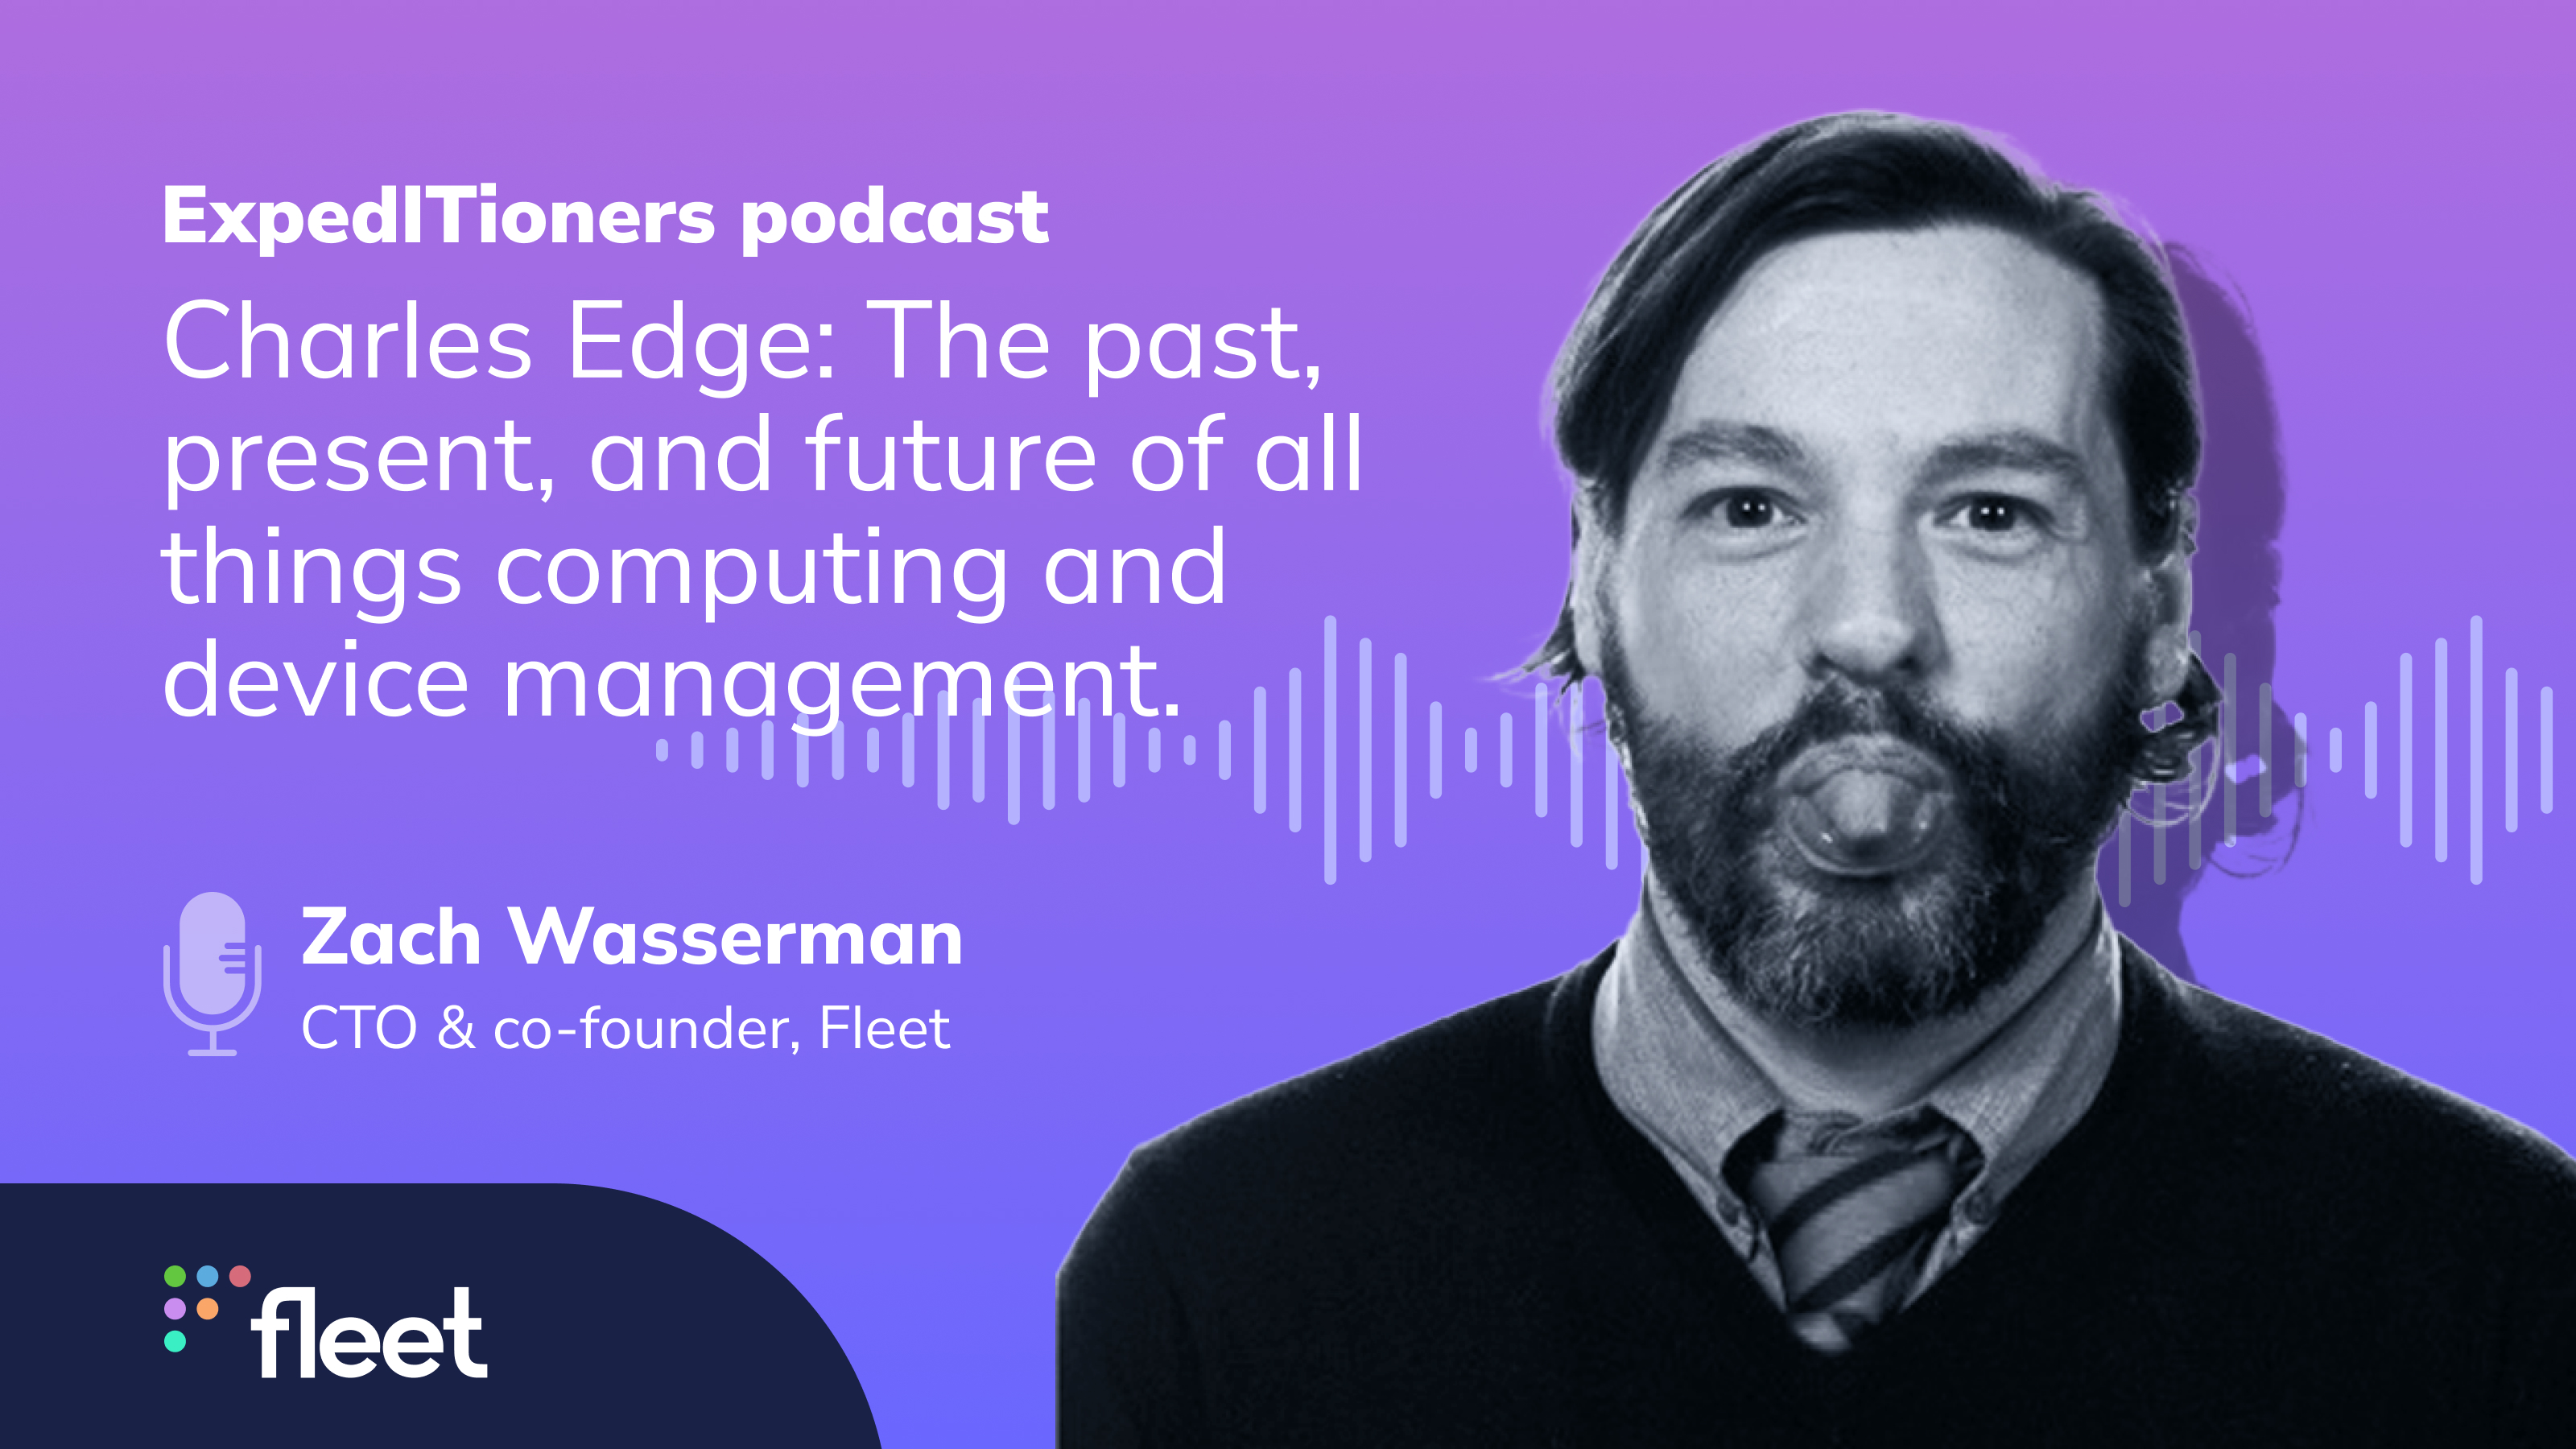 ExpedITioners podcast
Charles Edge: The past,
present, and future of all
things computing and
device management.
Zach Wasserman
CTO & co-founder, Fleet
fleet